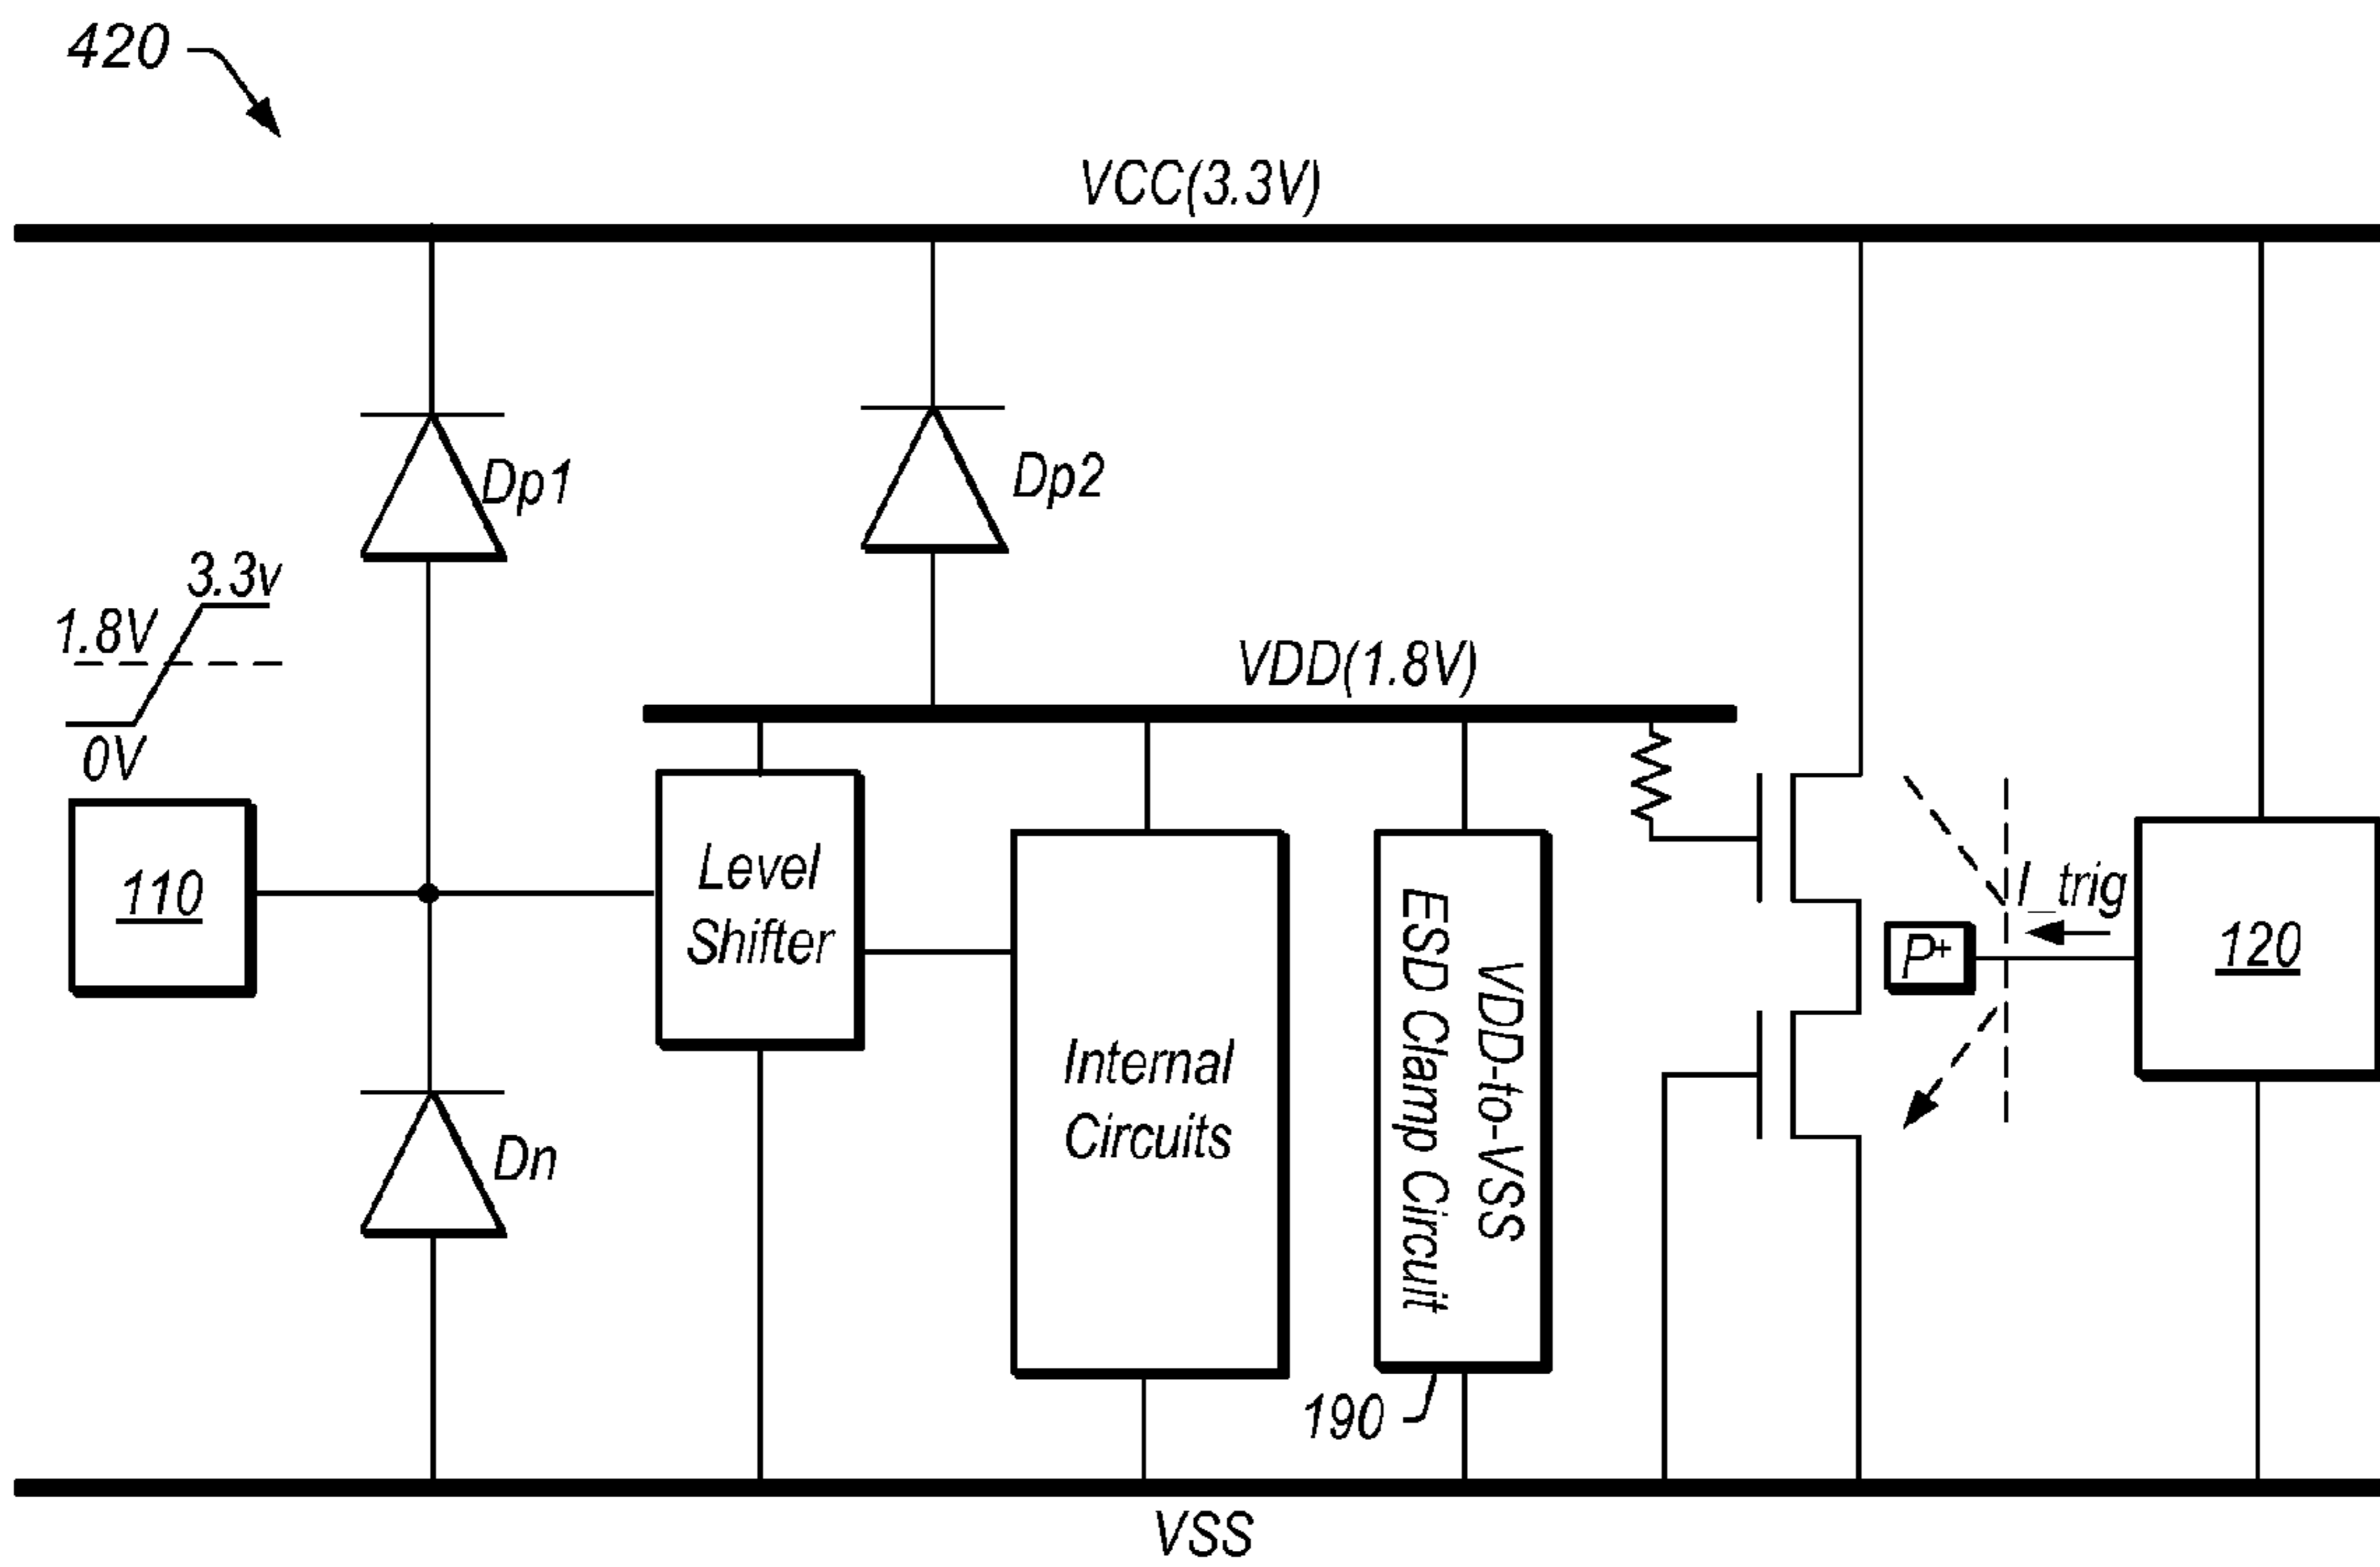 420
VCC(3.3V)
Dp1
Dp2
3.3v
1.8V
0V
VDD(1.8V)
110
Level
Shifter
Internal
Circuits
VDD-to-VSS
ESD Clamp Circuit
190
P+
I_trig
120
Dn
VSS